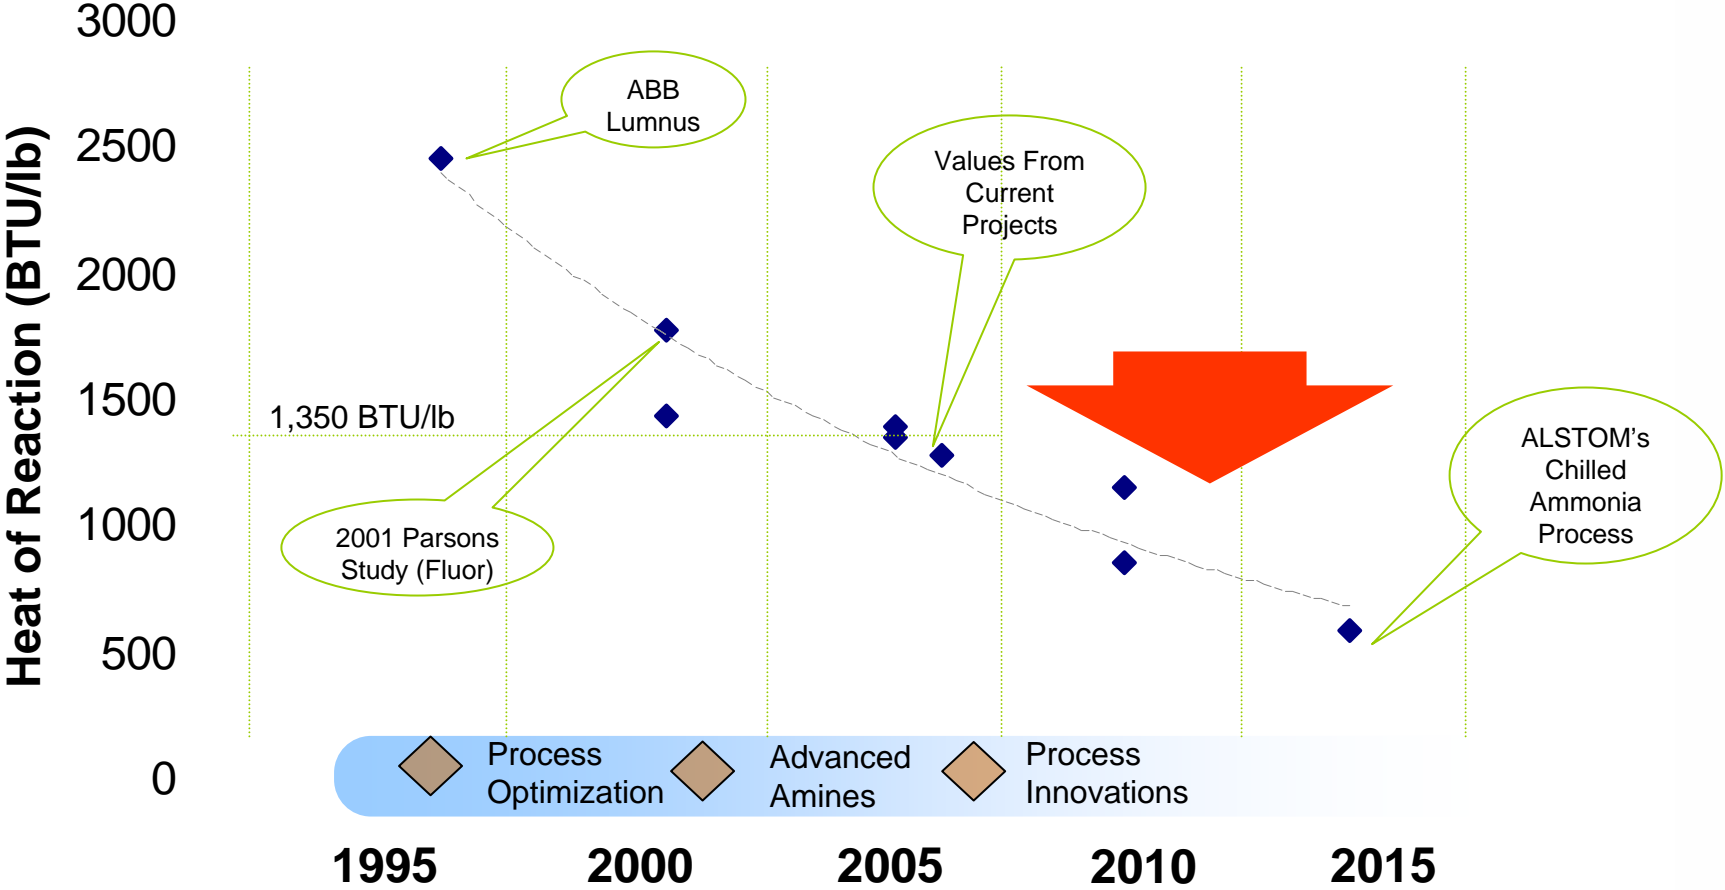 3000
2500
2000
1500
1000
500
0
Heat of Reaction (BTU/lb)
ABB
Lumnus
Values From
Current
Projects
1,350 BTU/lb
2001 Parsons
Study (Fluor)
ALSTOM’s
Chilled
Ammonia
Process
Process
Optimization
Advanced
Amines
Process
Innovations
1995 2000 2005 2010 2015